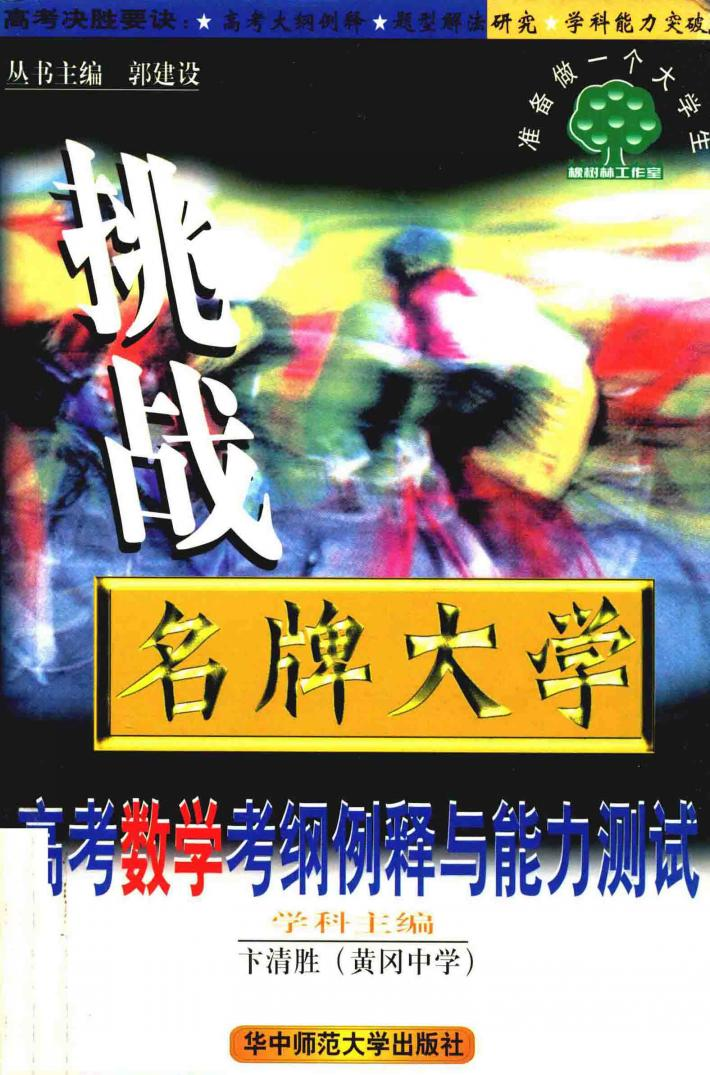 高考决胜要诀：★高考大纲例释★题型解法研究★学科能力突破
丛书主编 郭建设
准备做一个大学生
橡树林工作室
挑战
名牌大学
高考数学考纲例释与能力测试
学科主编
卞清胜（黄冈中学）
华中师范大学出版社